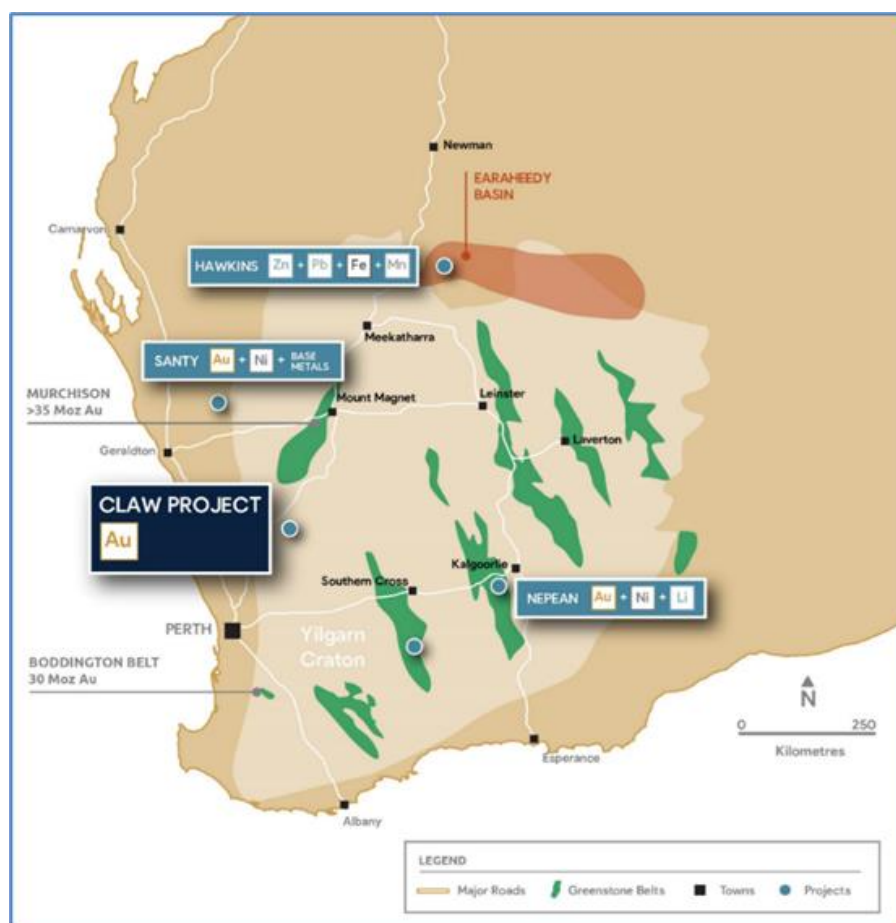 Newman
EARAHEEDY
BASIN
Carnarvon
HAWKINS Zn + Pb + Fe + Mn
Meekatharra
SANTY Au + Ni + BASE METALS
MURCHISON
>35 Moz Au
Mount Magnet
Leinster
Laverton
Geraldton
CLAW PROJECT
Au
Kalgoorlie
Southern Cross
NEPEAN Au + Ni + Li
PERTH
Yilgarn
Craton
BODDINGTON BELT
30 Moz Au
N
0 250
Kilometres
Esperance
Albany
LEGEND
Major Roads Greenstone Belts Towns Projects